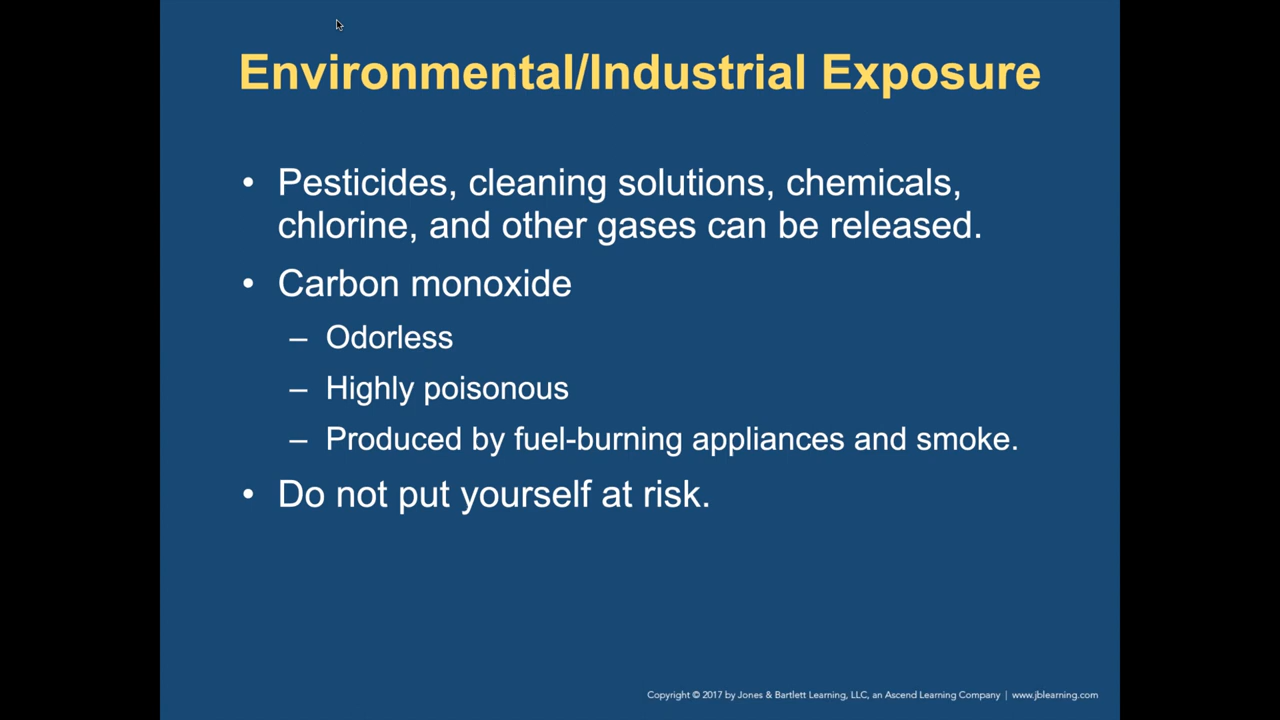 Environmental/Industrial Exposure
• Pesticides, cleaning solutions, chemicals,
chlorine, and other gases can be released.
• Carbon monoxide
– Odorless
– Highly poisonous
– Produced by fuel-burning appliances and smoke.
• Do not put yourself at risk.
Copyright © 2017 by Jones & Bartlett Learning, LLC, an Ascend Learning Company | www.jblearning.com